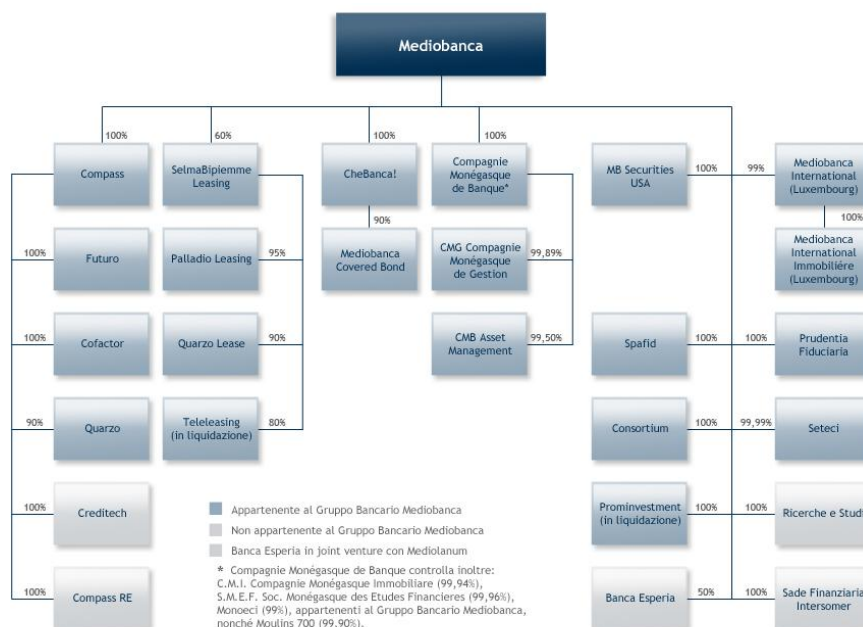 Mediobanca
100%
60%
100%
100%
Compass
SelmaBipiemme
Leasing
CheBanca!
Compagnie
Monégasque
de Banque*
MB Securities
USA
100%
99%
Mediobanca
International
(Luxembourg)
90%
100%
100%
Futuro
Palladio Leasing
95%
Mediobanca
Covered Bond
CMG Compagnie
Monégasque
de Gestion
99,89%
Mediobanca
International
Immobiliére
(Luxembourg)
100%
Cofactor
Quarzo Lease
90%
CMB Asset
Management
99,50%
Spafid
100%
100%
Prudentia
Fiduciaria
90%
Quarzo
Teleleasing
(in liquidazione)
80%
Consortium
100%
99,99%
Seteci
100%
Creditech
Prominvestment
(in liquidazione)
100%
100%
Ricerche e Studi
100%
Compass RE
Banca Esperia
50%
100%
Sade Finanziaria
Intersomer
Appartenente al Gruppo Bancario Mediobanca
Non appartenente al Gruppo Bancario Mediobanca
Banca Esperia in joint venture con Mediolanum
* Compagnie Monégasque de Banque controlla inoltre:
C.M.I. Compagnie Monégasque Immobiliare (99,94%),
S.M.E.F. Soc. Monégasque des Etudes Financieres (99,96%),
Monoeci (99%), appartenenti al Gruppo Bancario Mediobanca,
nonché Moulins 700 (99,90%).